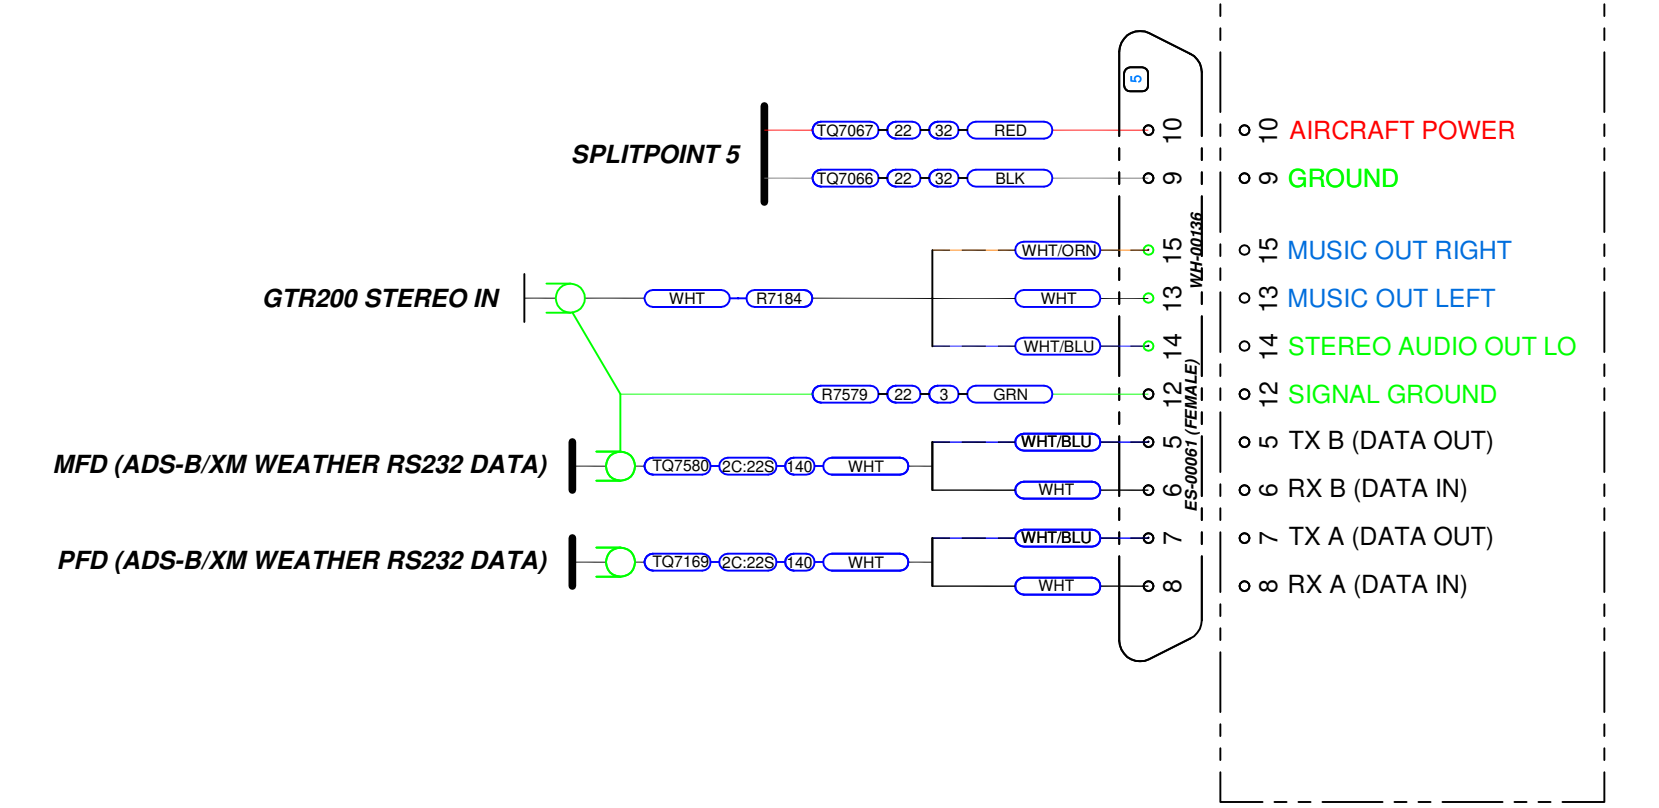 5
SPLITPOINT 5
TQ7067 22 32 RED 10 10 AIRCRAFT POWER
TQ7066 22 32 BLK 9 9 GROUND
WH-00136
WHT/ORN 15 15 MUSIC OUT RIGHT
GTR200 STEREO IN WHT R7184 WHT 13 13 MUSIC OUT LEFT
WHT/BLU 14 14 STEREO AUDIO OUT LO
R7579 22 3 GRN 12 12 SIGNAL GROUND
ES-00061 (FEMALE)
WHT/BLU 5 5 TX B (DATA OUT)
MFD (ADS-B/XM WEATHER RS232 DATA) TQ7580 2C:22S 140 WHT
WHT 6 6 RX B (DATA IN)
WHT/BLU 7 7 TX A (DATA OUT)
PFD (ADS-B/XM WEATHER RS232 DATA) TQ7169 2C:22S 140 WHT
WHT 8 8 RX A (DATA IN)